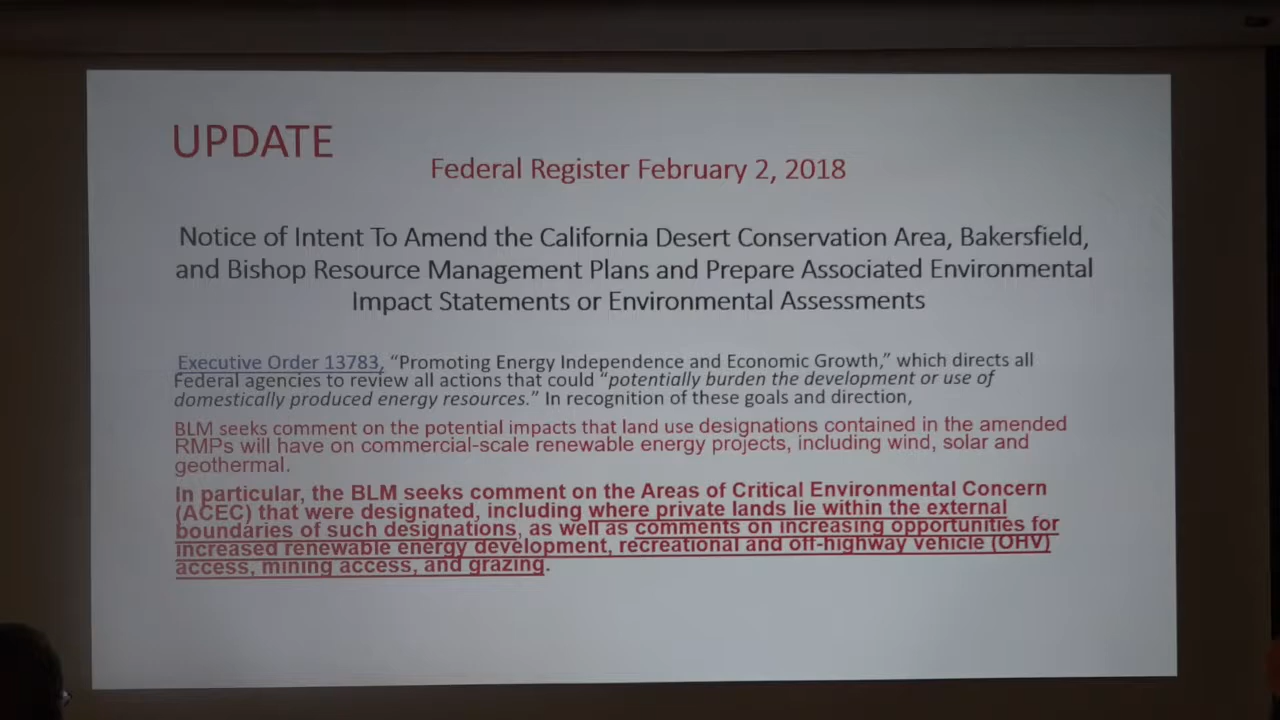 UPDATE
Federal Register February 2, 2018
Notice of Intent To Amend the California Desert Conservation Area, Bakersfield,
and Bishop Resource Management Plans and Prepare Associated Environmental
Impact Statements or Environmental Assessments
Executive Order 13783, “Promoting Energy Independence and Economic Growth,” which directs all
Federal agencies to review all actions that could “potentially burden the development or use of
domestically produced energy resources.” In recognition of these goals and direction,
BLM seeks comment on the potential impacts that land use designations contained in the amended
RMPs will have on commercial-scale renewable energy projects, including wind, solar and
geothermal.
In particular, the BLM seeks comment on the Areas of Critical Environmental Concern
(ACEC) that were designated, including where private lands lie within the external
boundaries of such designations, as well as comments on increasing opportunities for
increased renewable energy development, recreational and off-highway vehicle (OHV)
access, mining access, and grazing.